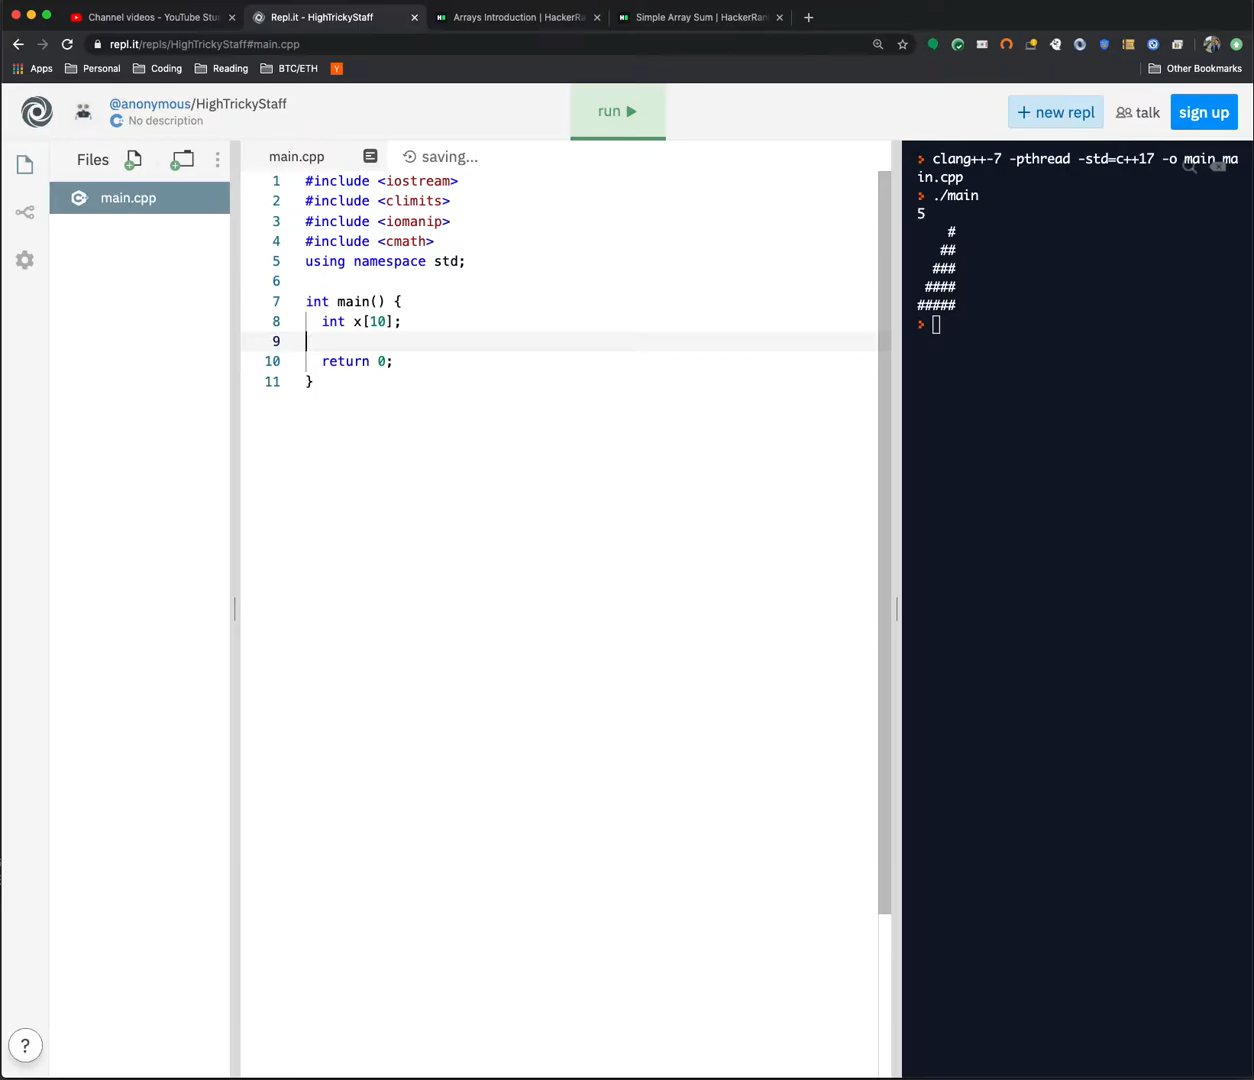 Channel videos - YouTube Stu
Repl.it - HighTrickyStaff
Arrays Introduction | HackerRa
Simple Array Sum | HackerRan
repl.it/repls/HighTrickyStaff#main.cpp
Apps
Personal
Coding
Reading
BTC/ETH
Y
Other Bookmarks
@anonymous/HighTrickyStaff
No description
run
+ new repl
talk
sign up
Files
main.cpp
main.cpp
saving...
1 #include <iostream>
2 #include <climits>
3 #include <iomanip>
4 #include <cmath>
5 using namespace std;
6
7 int main() {
8 int x[10];
9
10 return 0;
11 }
clang++-7 -pthread -std=c++17 -o main ma
in.cpp
./main
5
#
##
###
####
#####
?